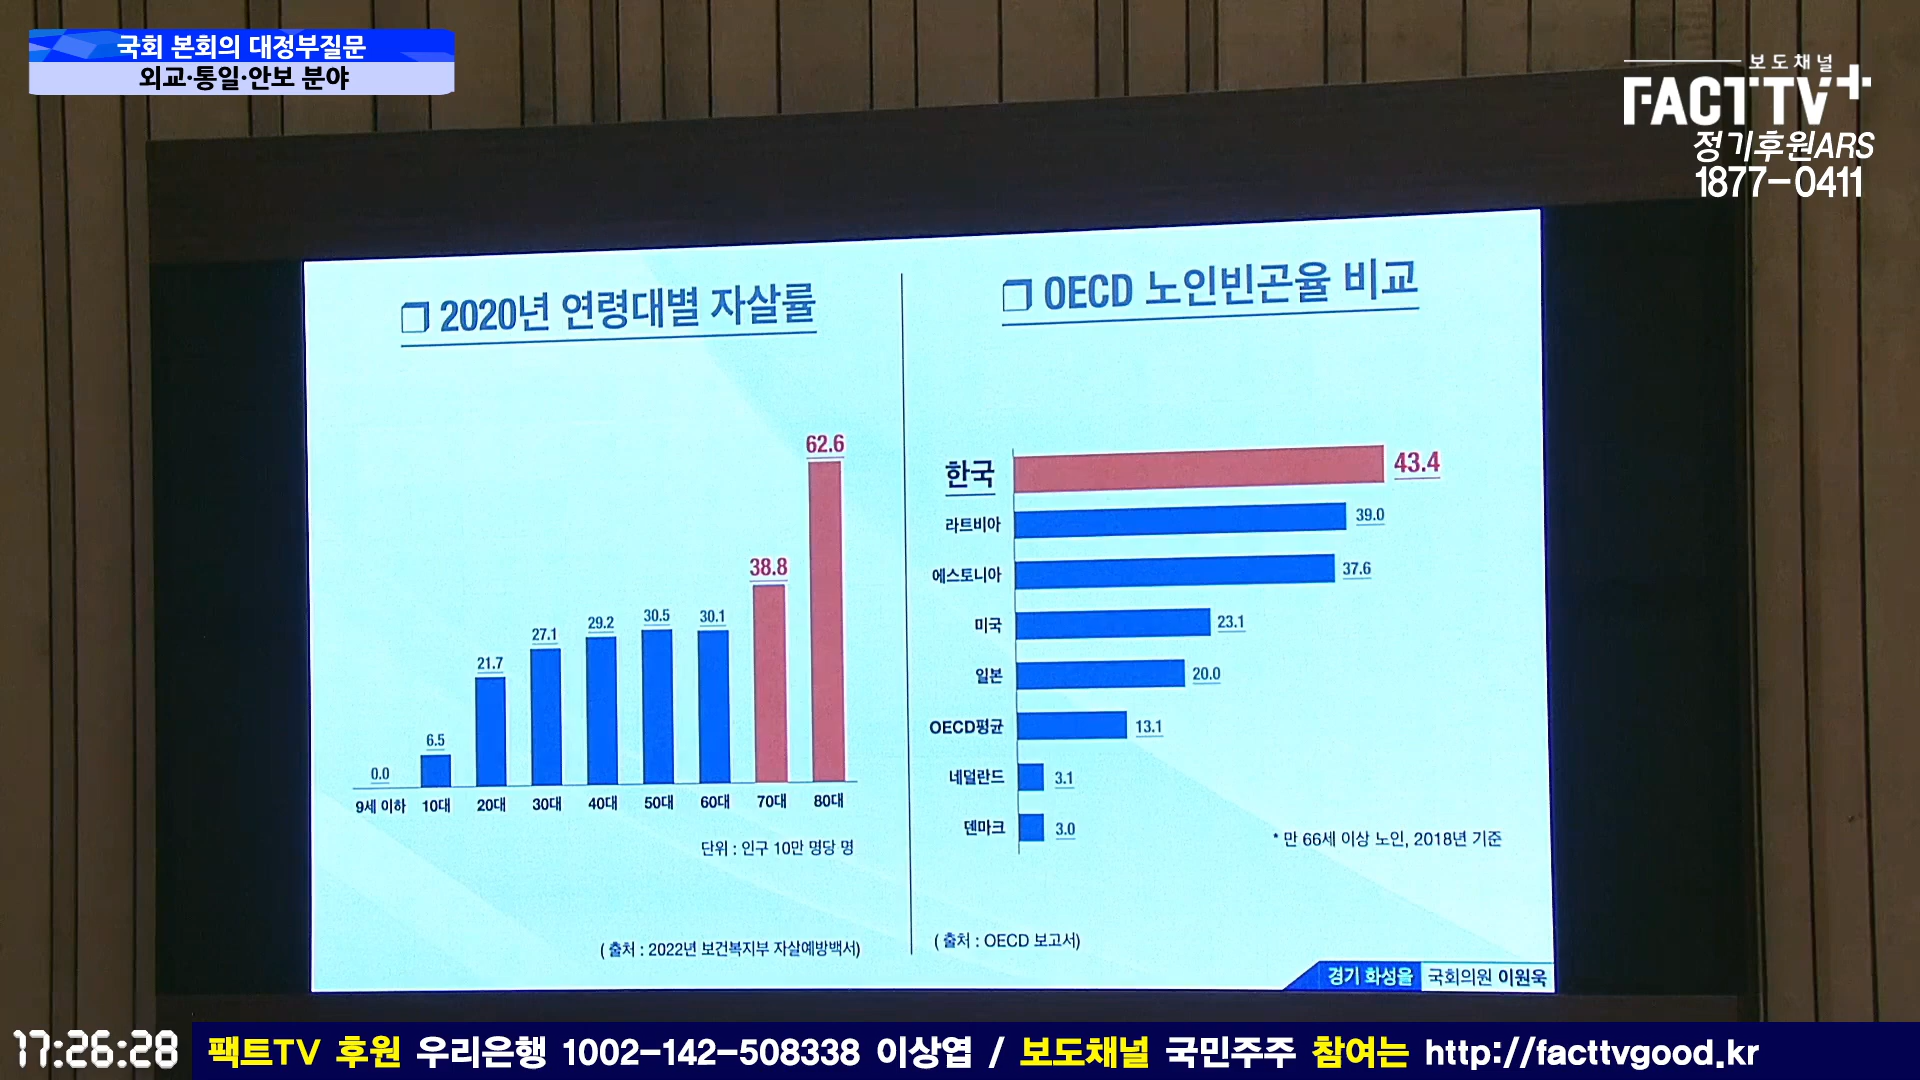 국회 본회의 대정부질문
외교·통일·안보 분야
보도채널
FACTTV+
정기후원ARS
1877-0411
❒ 2020년 연령대별 자살률
62.6
38.8
30.5
30.1
29.2
27.1
21.7
6.5
0.0
9세 이하 10대 20대 30대 40대 50대 60대 70대 80대
단위 : 인구 10만 명당 명
( 출처 : 2022년 보건복지부 자살예방백서)
❒ OECD 노인빈곤율 비교
한국 43.4
라트비아 39.0
에스토니아 37.6
미국 23.1
일본 20.0
OECD평균 13.1
네덜란드 3.1
덴마크 3.0
* 만 66세 이상 노인, 2018년 기준
( 출처 : OECD 보고서)
경기 화성을 국회의원 이원욱
17:26:28
팩트TV 후원 우리은행 1002-142-508338 이상엽 / 보도채널 국민주주 참여는 http://facttvgood.kr